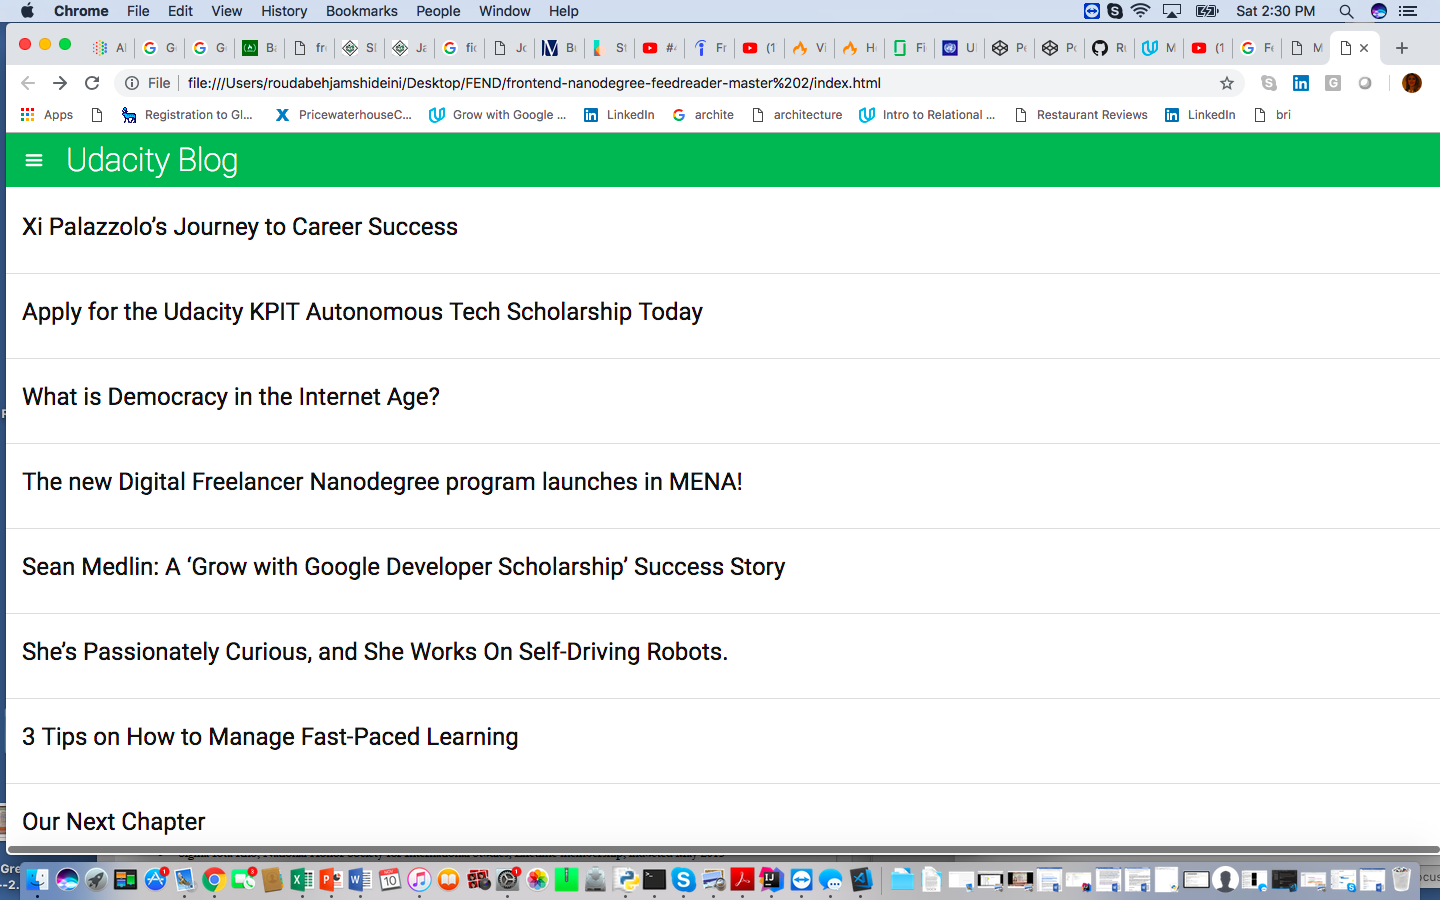 Chrome File Edit View History Bookmarks People Window Help Sat 2:30 PM
File file:///Users/roudabehjamshideini/Desktop/FEND/frontend-nanodegree-feedreader-master%202/index.html
Apps Registration to Gl... PricewaterhouseC... Grow with Google ... LinkedIn archite architecture Intro to Relational ... Restaurant Reviews LinkedIn bri
Udacity Blog
Xi Palazzolo’s Journey to Career Success
Apply for the Udacity KPIT Autonomous Tech Scholarship Today
What is Democracy in the Internet Age?
The new Digital Freelancer Nanodegree program launches in MENA!
Sean Medlin: A ‘Grow with Google Developer Scholarship’ Success Story
She’s Passionately Curious, and She Works On Self-Driving Robots.
3 Tips on How to Manage Fast-Paced Learning
Our Next Chapter